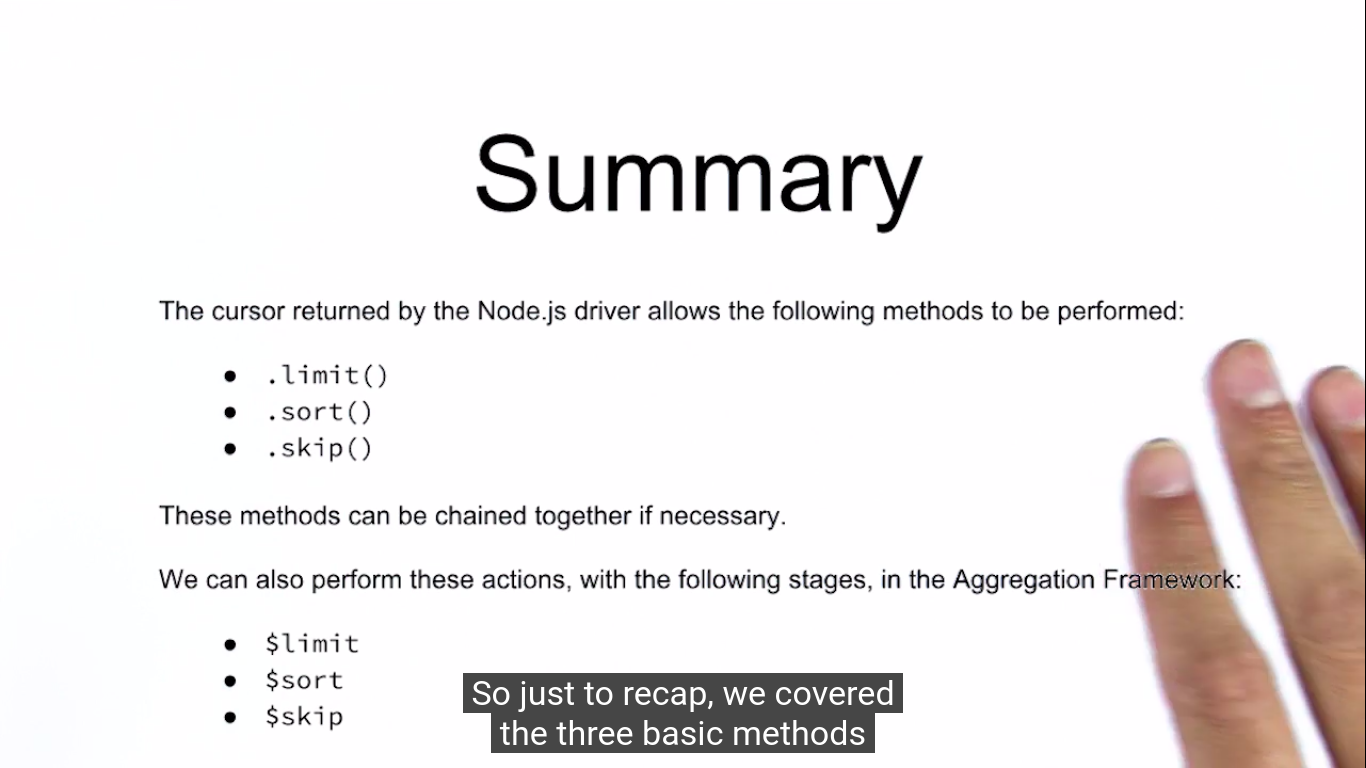 Summary
The cursor returned by the Node.js driver allows the following methods to be performed:
● .limit()
● .sort()
● .skip()
These methods can be chained together if necessary.
We can also perform these actions, with the following stages, in the Aggregation Framework:
● $limit
● $sort
● $skip
So just to recap, we covered
the three basic methods